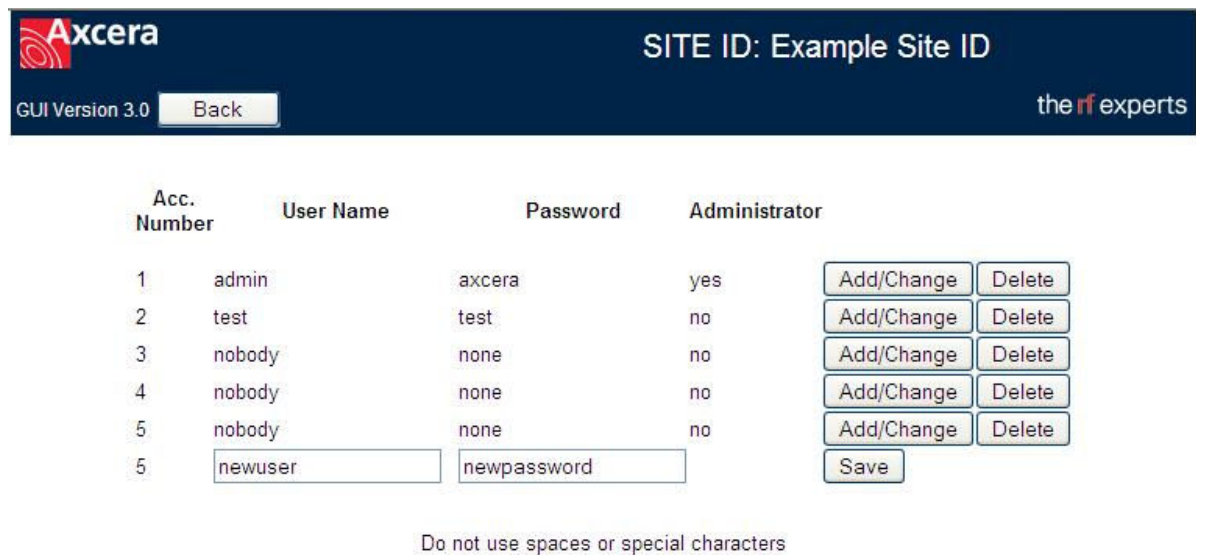 Axcera
SITE ID: Example Site ID
GUI Version 3.0 Back
the rf experts
Acc. Number User Name Password Administrator
1 admin axcera yes Add/Change Delete
2 test test no Add/Change Delete
3 nobody none no Add/Change Delete
4 nobody none no Add/Change Delete
5 nobody none no Add/Change Delete
5 newuser newpassword Save
Do not use spaces or special characters